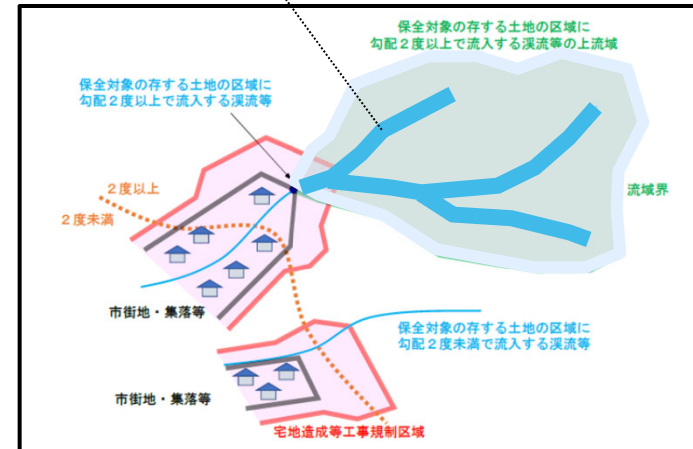 保全対象の存する土地の区域に
勾配２度以上で流入する渓流等の上流域
保全対象の存する土地の区域に
勾配２度以上で流入する渓流等
２度以上
２度未満
流域界
市街地・集落等
保全対象の存する土地の区域に
勾配２度未満で流入する渓流等
市街地・集落等
宅地造成等工事規制区域